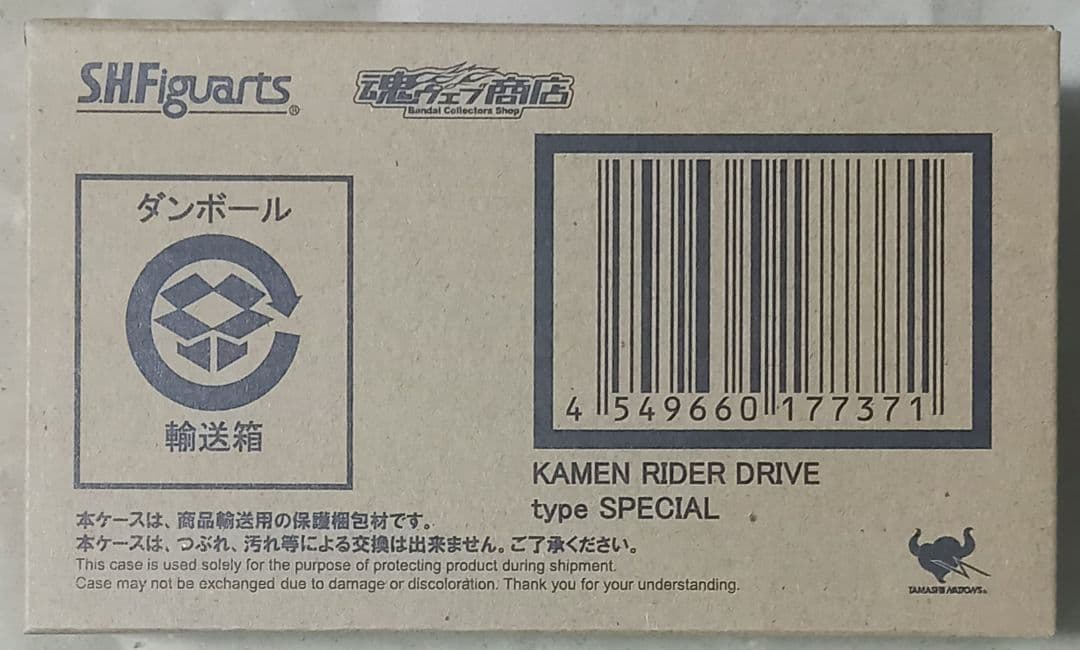 S.H.Figuarts®
魂ウェブ商店
Bandai Collectors Shop
ダンボール
輸送箱
4 549660 177371
KAMEN RIDER DRIVE
type SPECIAL
本ケースは、商品輸送用の保護梱包材です。
本ケースは、つぶれ、汚れ等による交換は出来ません。ご了承ください。
This case is used solely for the purpose of protecting product during shipment.
Case may not be exchanged due to damage or discoloration. Thank you for your understanding.
TAMASHII NATIONS